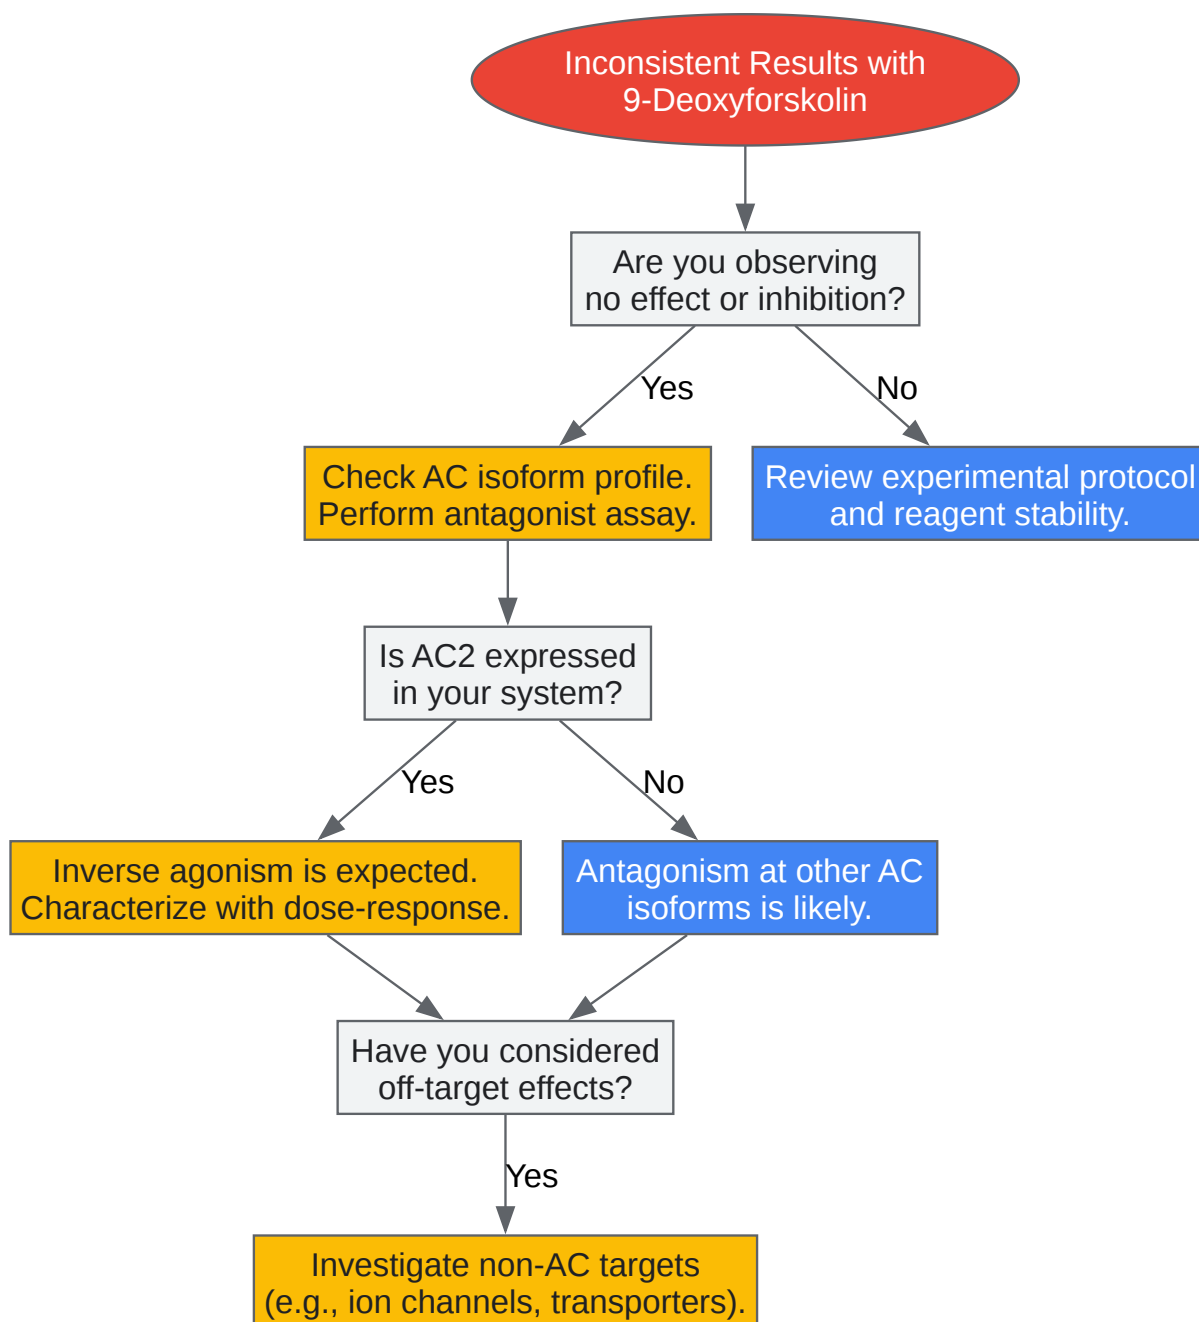 Inconsistent Results with
9-Deoxyforskolin
Are you observing
no effect or inhibition?
Yes
No
Check AC isoform profile.
Perform antagonist assay.
Review experimental protocol
and reagent stability.
Is AC2 expressed
in your system?
Yes
No
Inverse agonism is expected.
Characterize with dose-response.
Antagonism at other AC
isoforms is likely.
Have you considered
off-target effects?
Yes
Investigate non-AC targets
(e.g., ion channels, transporters).